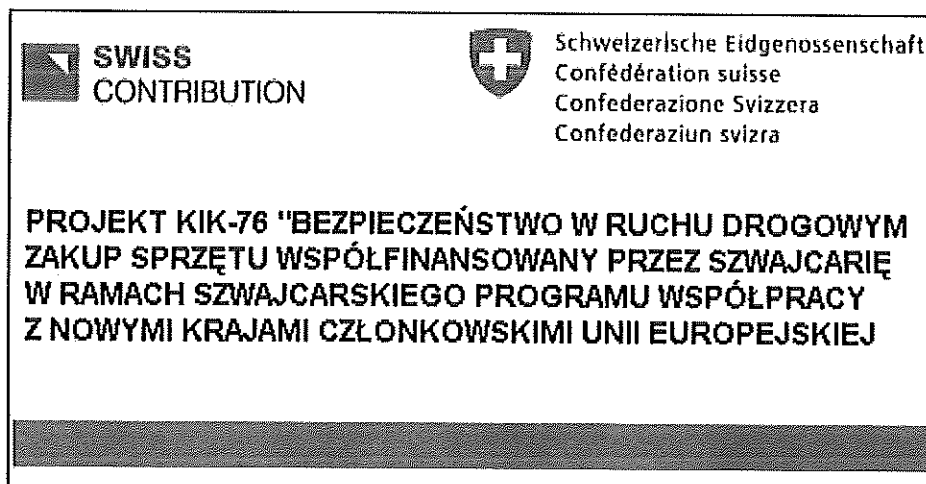 SWISS
CONTRIBUTION
Schweizerische Eidgenossenschaft
Confédération suisse
Confederazione Svizzera
Confederaziun svizra
PROJEKT KIK-76 "BEZPIECZEŃSTWO W RUCHU DROGOWYM
ZAKUP SPRZĘTU WSPÓŁFINANSOWANY PRZEZ SZWAJCARIĘ
W RAMACH SZWAJCARSKIEGO PROGRAMU WSPÓŁPRACY
Z NOWYMI KRAJAMI CZŁONKOWSKIMI UNII EUROPEJSKIEJ